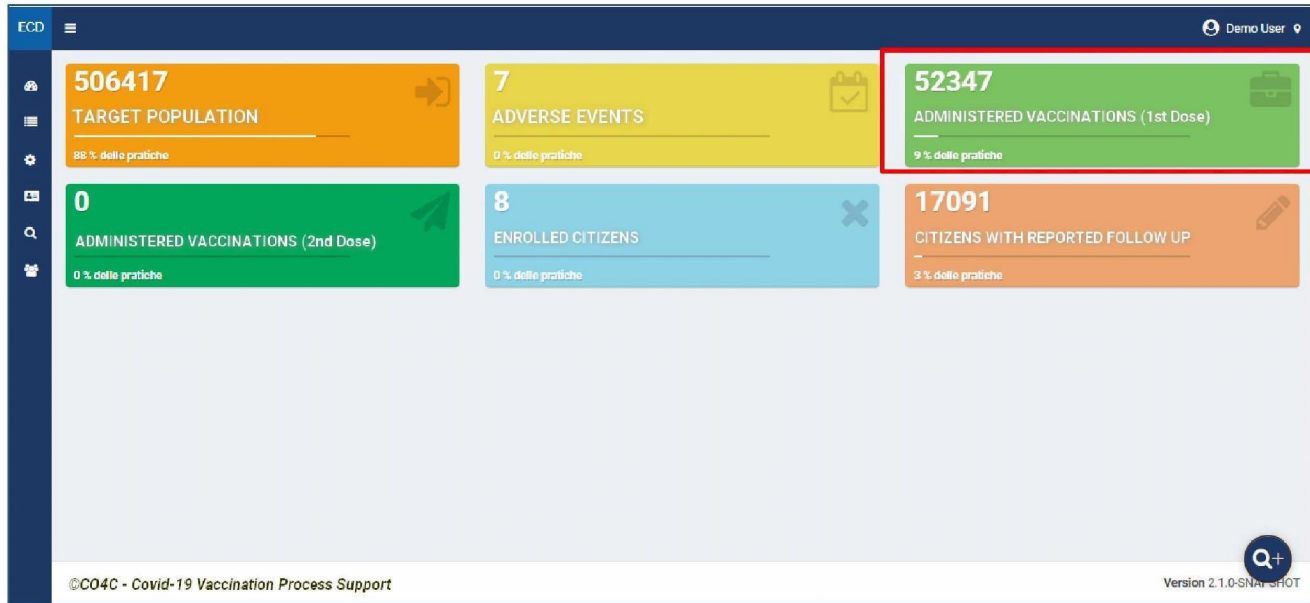 ECD
Demo User
506417
TARGET POPULATION
88 % delle pratiche
7
ADVERSE EVENTS
0 % delle pratiche
52347
ADMINISTERED VACCINATIONS (1st Dose)
9 % delle pratiche
0
ADMINISTERED VACCINATIONS (2nd Dose)
0 % delle pratiche
8
ENROLLED CITIZENS
0 % delle pratiche
17091
CITIZENS WITH REPORTED FOLLOW UP
3 % delle pratiche
©CO4C - Covid-19 Vaccination Process Support
Version 2.1.0-SNAPSHOT